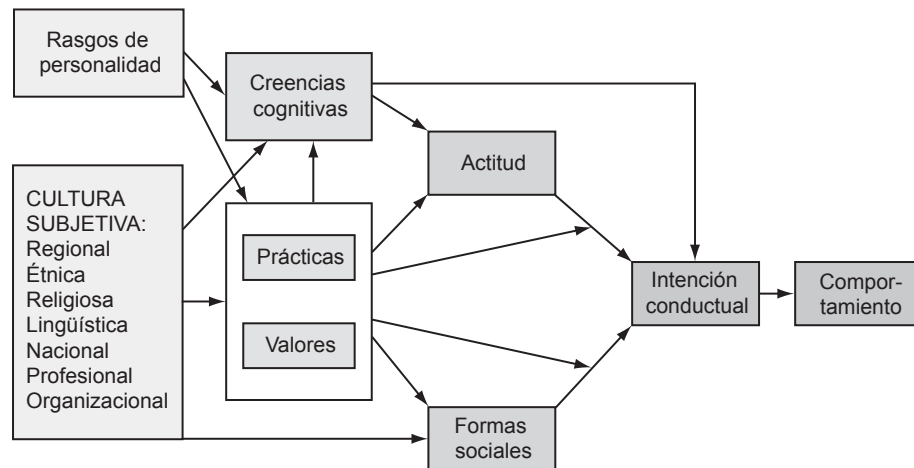 Rasgos de
personalidad
Creencias
cognitivas
Actitud
CULTURA
SUBJETIVA:
Regional
Étnica
Religiosa
Lingüística
Nacional
Profesional
Organizacional
Prácticas
Valores
Intención
conductual
Compor-
tamiento
Formas
sociales